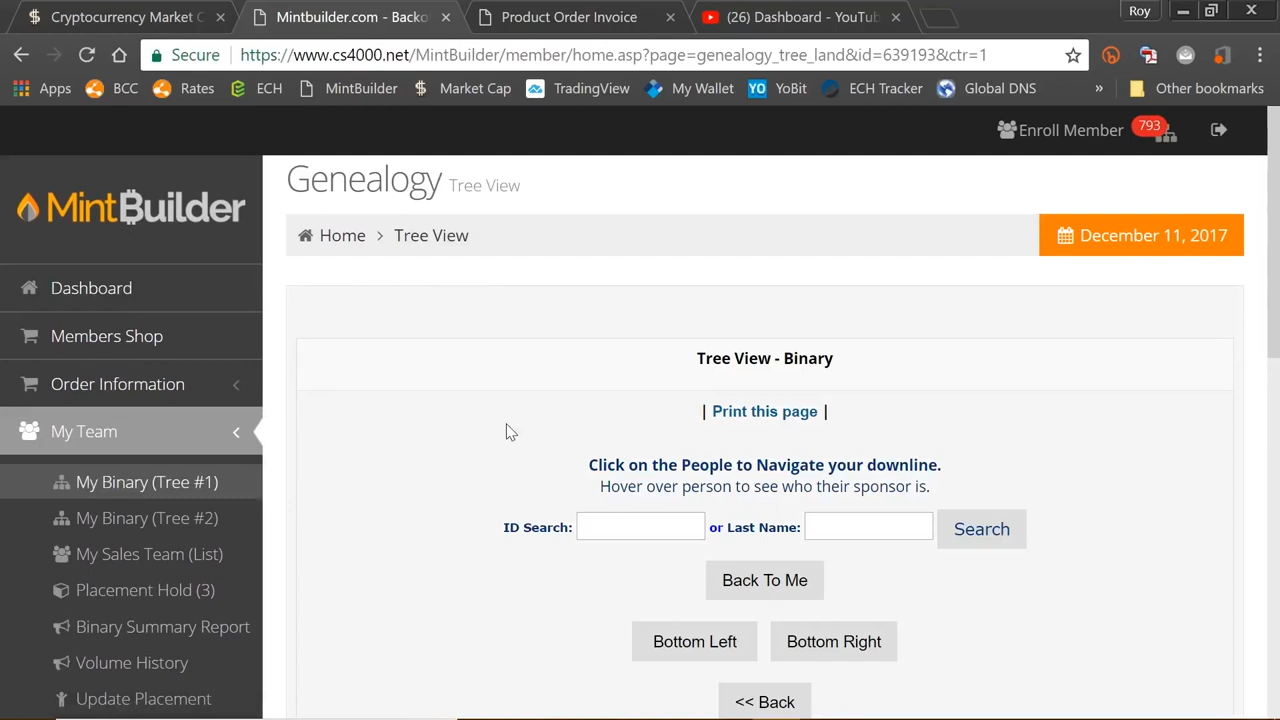 Cryptocurrency Market C
Mintbuilder.com - Backo
Product Order Invoice
(26) Dashboard - YouTu
Roy
Secure https://www.cs4000.net/MintBuilder/member/home.asp?page=genealogy_tree_land&id=639193&ctr=1
Apps BCC Rates ECH MintBuilder Market Cap TradingView My Wallet YO YoBit ECH Tracker Global DNS » Other bookmarks
Enroll Member 793
MintBuilder
Genealogy Tree View
Home > Tree View
December 11, 2017
Dashboard
Members Shop
Order Information
My Team
My Binary (Tree #1)
My Binary (Tree #2)
My Sales Team (List)
Placement Hold (3)
Binary Summary Report
Volume History
Update Placement
Tree View - Binary
| Print this page |
Click on the People to Navigate your downline.
Hover over person to see who their sponsor is.
ID Search: or Last Name: Search
Back To Me
Bottom Left Bottom Right
<< Back